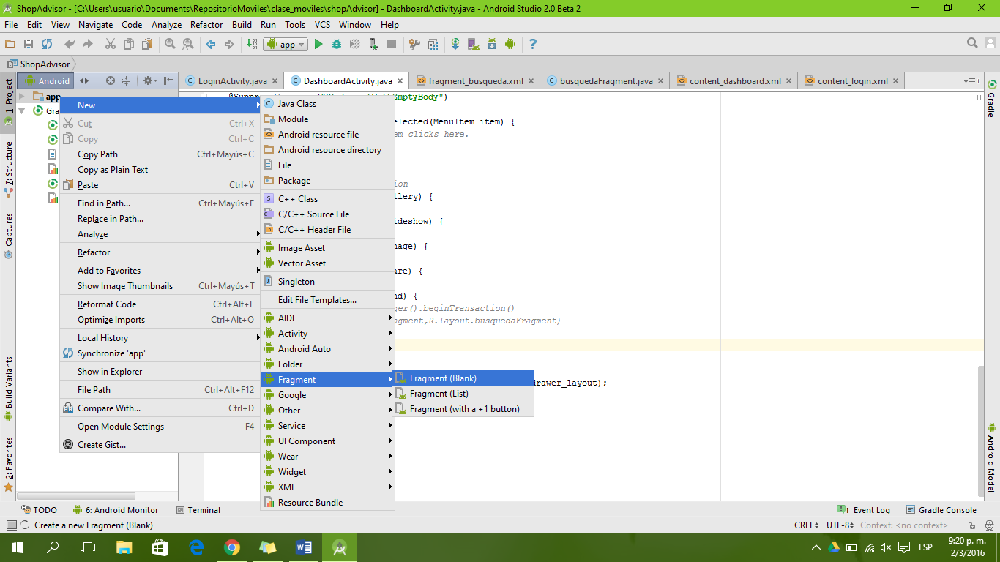 ShopAdvisor - [C:\Users\usuario\Documents\RepositorioMoviles\clase_moviles\shopAdvisor] - DashboardActivity.java - Android Studio 2.0 Beta 2
File Edit View Navigate Code Analyze Refactor Build Run Tools VCS Window Help
app
ShopAdvisor
Android
LoginActivity.java
DashboardActivity.java
fragment_busqueda.xml
busquedaFragment.java
content_dashboard.xml
content_login.xml
1: Project
7: Structure
Captures
Build Variants
2: Favorites
app
Gra
New
Cut Ctrl+X
Copy Ctrl+C
Copy Path Ctrl+Mayús+C
Copy as Plain Text
Paste Ctrl+V
Find in Path... Ctrl+Mayús+F
Replace in Path...
Analyze
Refactor
Add to Favorites
Show Image Thumbnails Ctrl+Mayús+T
Reformat Code Ctrl+Alt+L
Optimize Imports Ctrl+Alt+O
Local History
Synchronize 'app'
Show in Explorer
File Path Ctrl+Alt+F12
Compare With... Ctrl+D
Open Module Settings F4
Create Gist...
Java Class
Module
Android resource file
Android resource directory
File
Package
C++ Class
C/C++ Source File
C/C++ Header File
Image Asset
Vector Asset
Singleton
Edit File Templates...
AIDL
Activity
Android Auto
Folder
Fragment
Google
Other
Service
UI Component
Wear
Widget
XML
Resource Bundle
Fragment (Blank)
Fragment (List)
Fragment (with a +1 button)
mptyBody")
elected(MenuItem item) {
em clicks here.
ion
llery) {
ideshow) {
nage) {
are) {
nd) {
ger().beginTransaction()
agment,R.layout.busquedaFragment)
drawer_layout);
Gradle
Android Model
TODO
6: Android Monitor
Terminal
1 Event Log
Gradle Console
Create a new Fragment (Blank)
CRLF
UTF-8
Context: <no context>
ESP
9:20 p. m.
2/3/2016